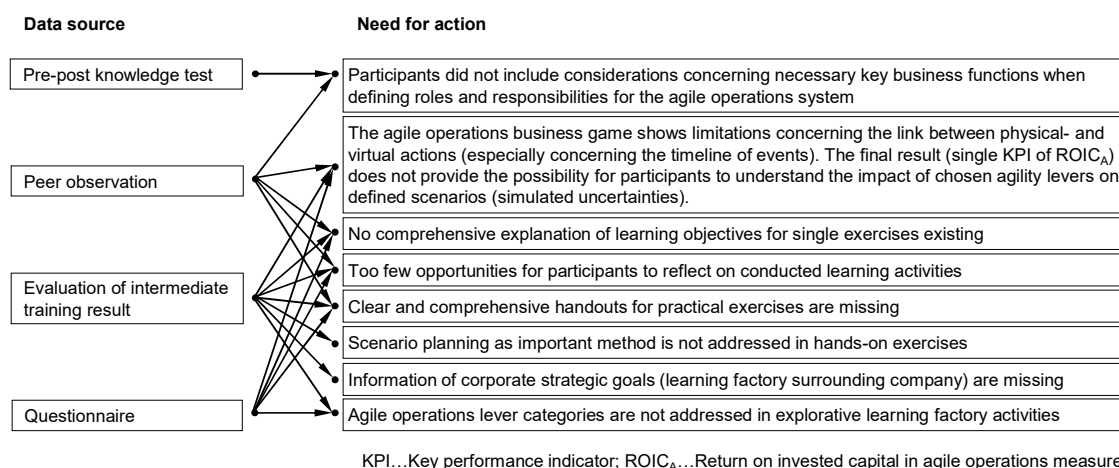 Data source
Need for action
Pre-post knowledge test
Participants did not include considerations concerning necessary key business functions when
defining roles and responsibilities for the agile operations system
Peer observation
The agile operations business game shows limitations concerning the link between physical- and
virtual actions (especially concerning the timeline of events). The final result (single KPI of ROIC_A)
does not provide the possibility for participants to understand the impact of chosen agility levers on
defined scenarios (simulated uncertainties).
No comprehensive explanation of learning objectives for single exercises existing
Too few opportunities for participants to reflect on conducted learning activities
Evaluation of intermediate
training result
Clear and comprehensive handouts for practical exercises are missing
Scenario planning as important method is not addressed in hands-on exercises
Information of corporate strategic goals (learning factory surrounding company) are missing
Questionnaire
Agile operations lever categories are not addressed in explorative learning factory activities
KPI...Key performance indicator; ROIC_A...Return on invested capital in agile operations measure